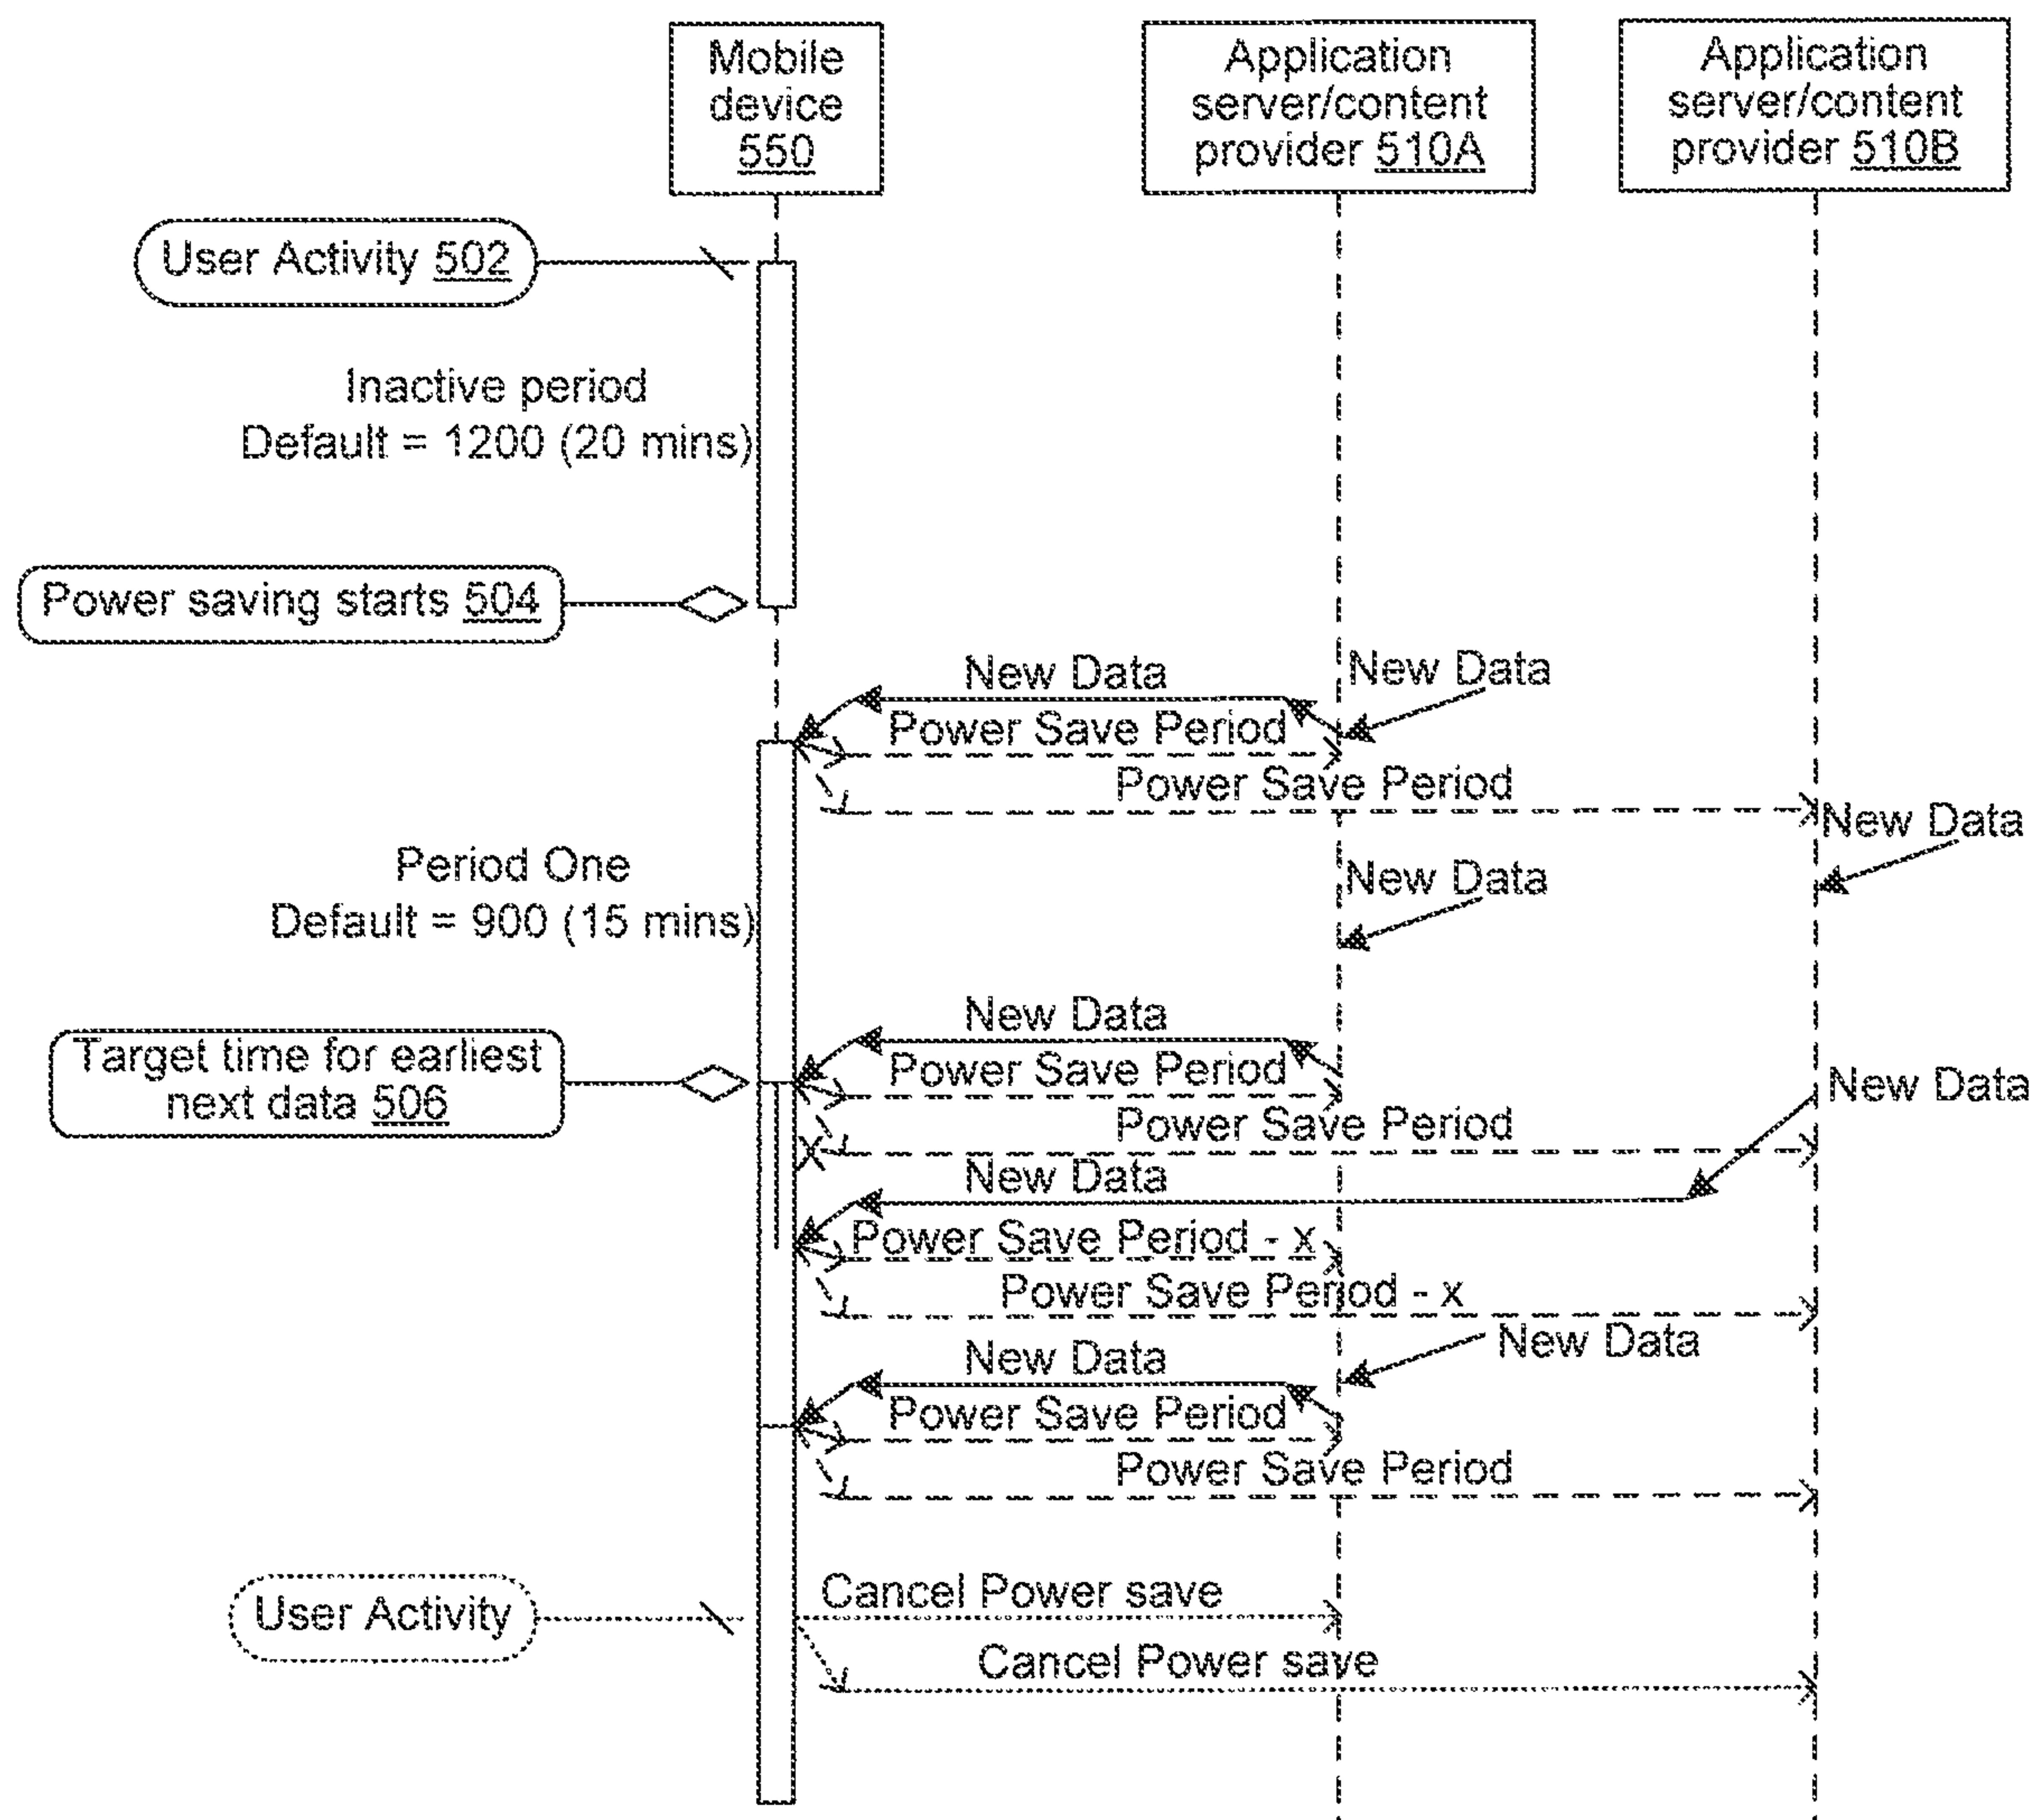 Mobile
device
550
Application
server/content
provider 510A
Application
server/content
provider 510B
User Activity 502
Inactive period
Default = 1200 (20 mins)
Power saving starts 504
New Data
New Data
Power Save Period
Power Save Period
New Data
Period One
Default = 900 (15 mins)
New Data
New Data
Target time for earliest
next data 506
Power Save Period
New Data
Power Save Period
X
New Data
Power Save Period - x
Power Save Period - x
New Data
New Data
Power Save Period
Power Save Period
User Activity
Cancel Power save
Cancel Power save